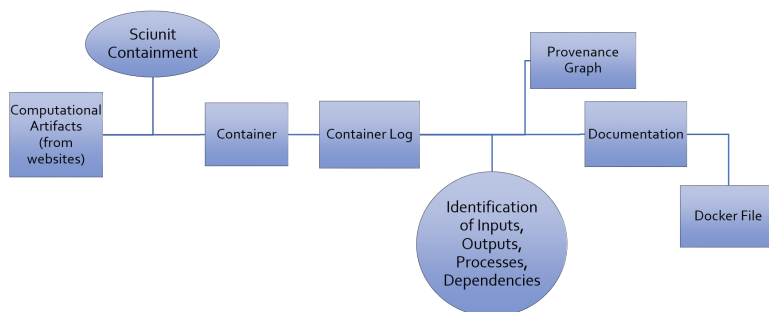 Sciunit
Containment
Computational
Artifacts
(from
websites)
Container
Container Log
Provenance
Graph
Documentation
Identification
of Inputs,
Outputs,
Processes,
Dependencies
Docker File